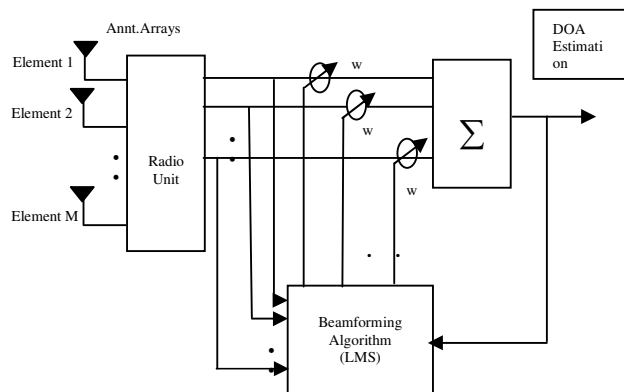 Annt.Arrays
Element 1
Element 2
Element M
Radio
Unit
w
w
w
Σ
DOA
Estimati
on
Beamforming
Algorithm
(LMS)